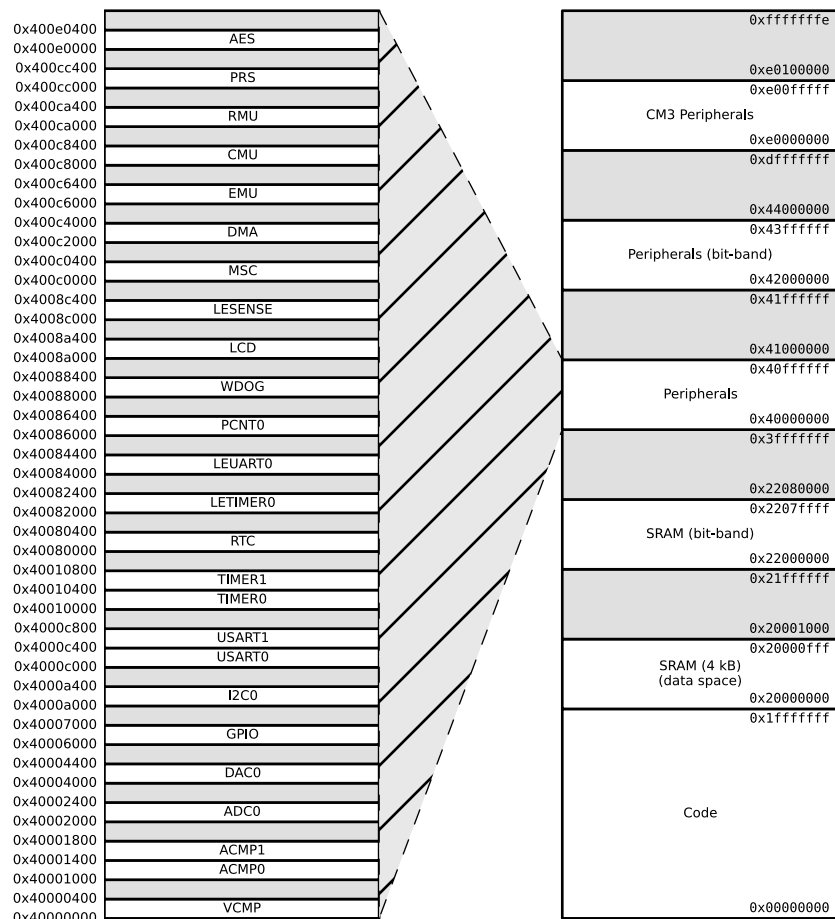 0x400e0400
AES
0x400e0000
0x400cc400
PRS
0x400cc000
0x400ca400
RMU
0x400ca000
0x400c8400
CMU
0x400c8000
0x400c6400
EMU
0x400c6000
0x400c4000
DMA
0x400c2000
0x400c0400
MSC
0x400c0000
0x4008c400
LESENSE
0x4008c000
0x4008a400
LCD
0x4008a000
0x40088400
WDOG
0x40088000
0x40086400
PCNT0
0x40086000
0x40084400
LEUART0
0x40084000
0x40082400
LETIMER0
0x40082000
0x40080400
RTC
0x40080000
0x40010800
TIMER1
0x40010400
TIMER0
0x40010000
0x4000c800
USART1
0x4000c400
USART0
0x4000c000
0x4000a400
I2C0
0x4000a000
0x40007000
GPIO
0x40006000
0x40004400
DAC0
0x40004000
0x40002400
ADC0
0x40002000
0x40001800
ACMP1
0x40001400
ACMP0
0x40001000
0x40000400
VCMP
0x40000000
0xfffffffe
0xe0100000
0xe00fffff
CM3 Peripherals
0xe0000000
0xdfffffff
0x44000000
0x43ffffff
Peripherals (bit-band)
0x42000000
0x41ffffff
0x41000000
0x40ffffff
Peripherals
0x40000000
0x3fffffff
0x22080000
0x2207ffff
SRAM (bit-band)
0x22000000
0x21ffffff
0x20001000
0x20000fff
SRAM (4 kB)
(data space)
0x20000000
0x1fffffff
Code
0x00000000